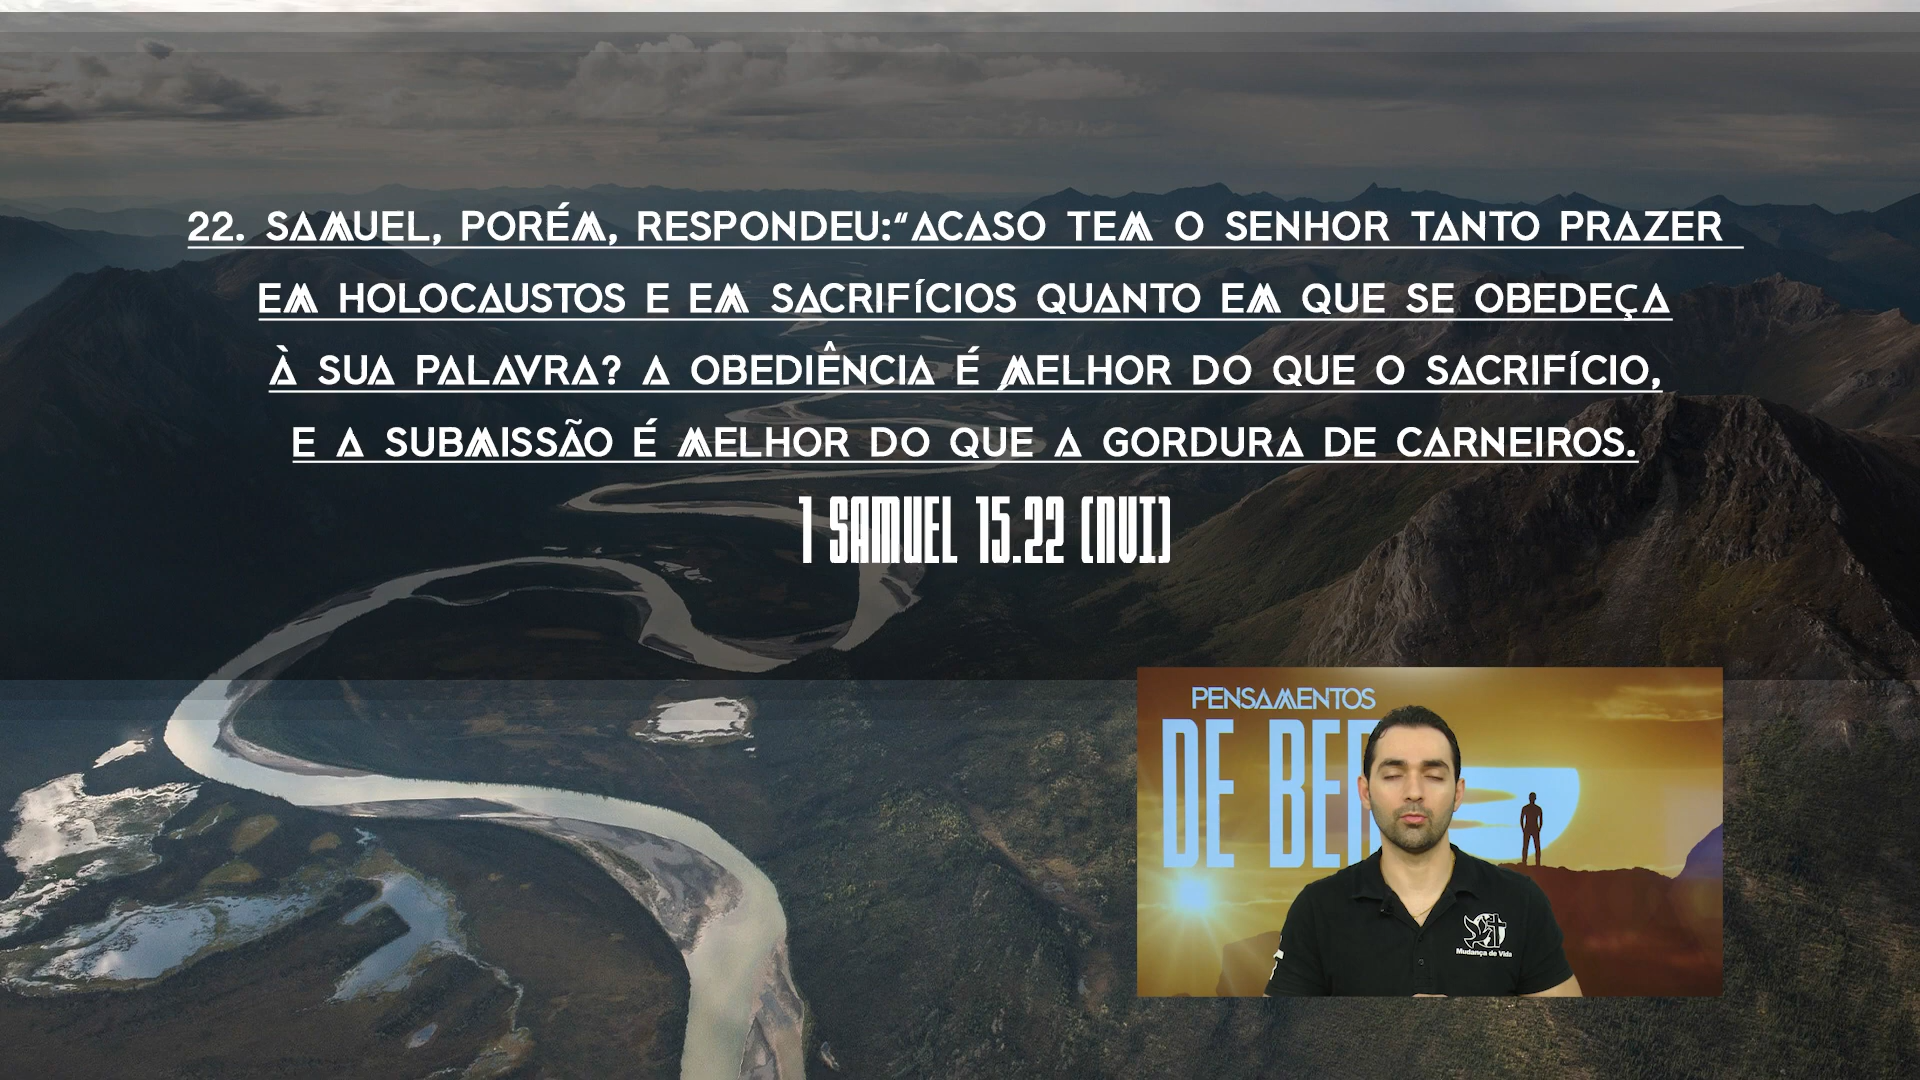 22. SAMUEL, PORÉM, RESPONDEU:“ACASO TEM O SENHOR TANTO PRAZER
EM HOLOCAUSTOS E EM SACRIFÍCIOS QUANTO EM QUE SE OBEDEÇA
À SUA PALAVRA? A OBEDIÊNCIA É MELHOR DO QUE O SACRIFÍCIO,
E A SUBMISSÃO É MELHOR DO QUE A GORDURA DE CARNEIROS.
1 SAMUEL 15.22 (NVI)
PENSAMENTOS
DE
Mudança de Vida